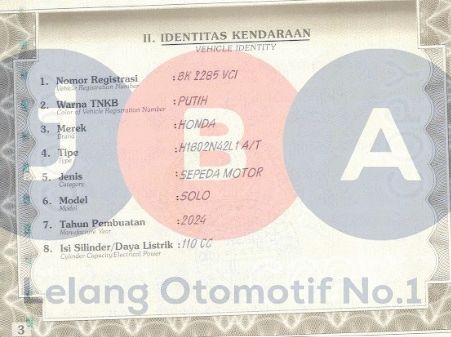 II. IDENTITAS KENDARAAN
VEHICLE IDENTITY
1. Nomor Registrasi : BK 2285 VCI
Vehicle Registration Number
2. Warna TNKB : PUTIH
Color of Vehicle Registration Number
3. Merek : HONDA
Brand
4. Tipe : H1B02N42L1 A/T
Type
5. Jenis : SEPEDA MOTOR
Category
6. Model : SOLO
Model
7. Tahun Pembuatan : 2024
Manufacture Year
8. Isi Silinder/Daya Listrik : 110 CC
Cylinder Capacity/Electrical Power
J B A
Lelang Otomotif No.1
3